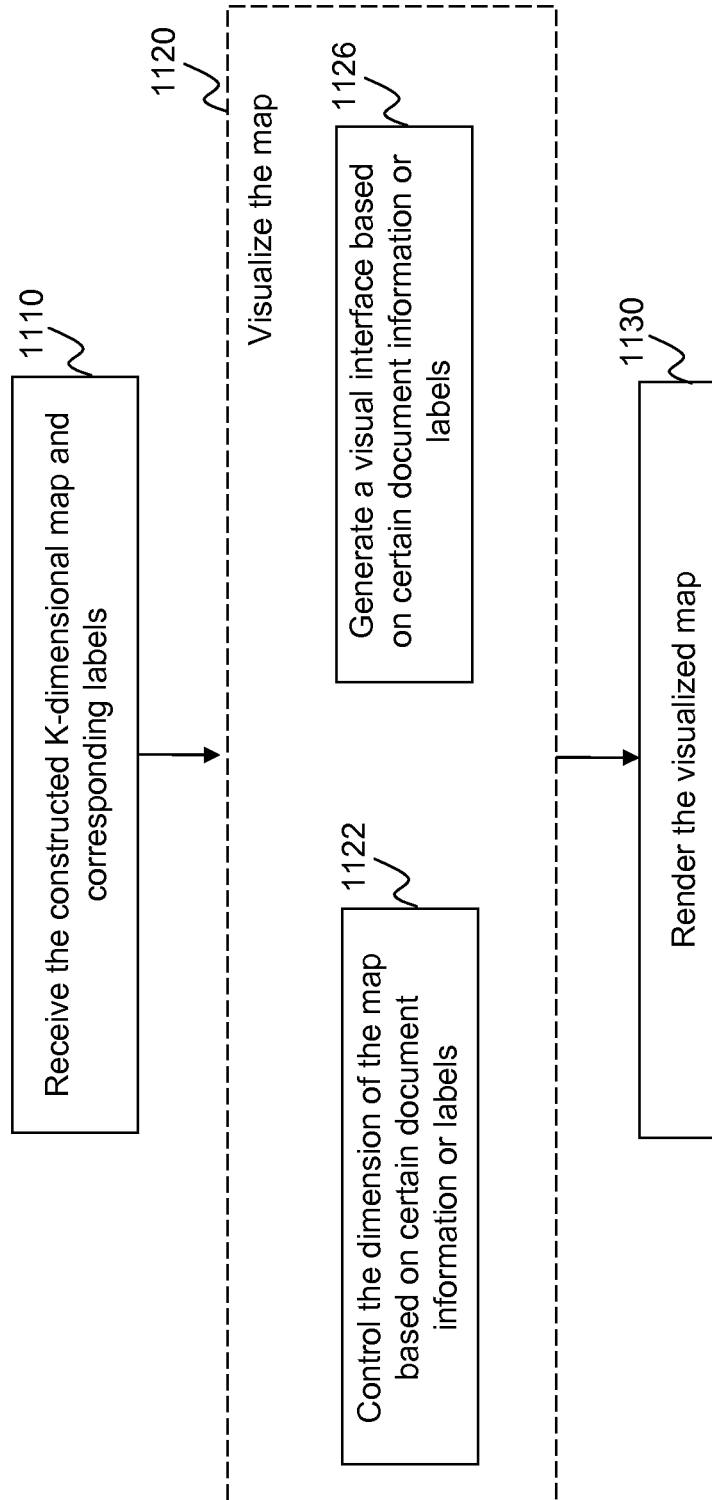 1110
Receive the constructed K-dimensional map and
corresponding labels
1120
Visualize the map
1122
Control the dimension of the map
based on certain document
information or labels
1126
Generate a visual interface based
on certain document information or
labels
1130
Render the visualized map